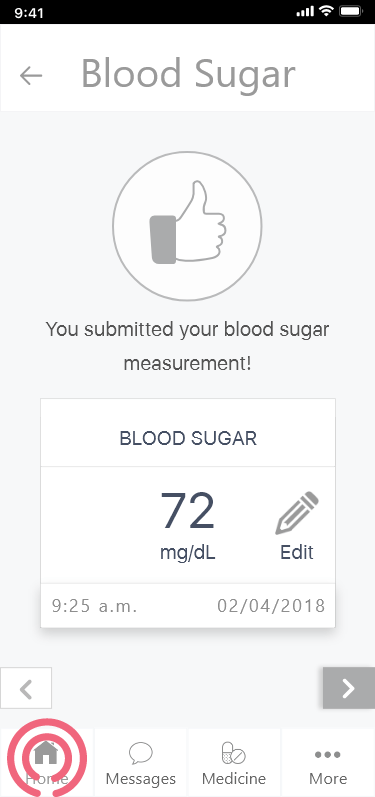 9:41
Blood Sugar
You submitted your blood sugar
measurement!
BLOOD SUGAR
72
mg/dL
Edit
9:25 a.m. 02/04/2018
Home Messages Medicine More